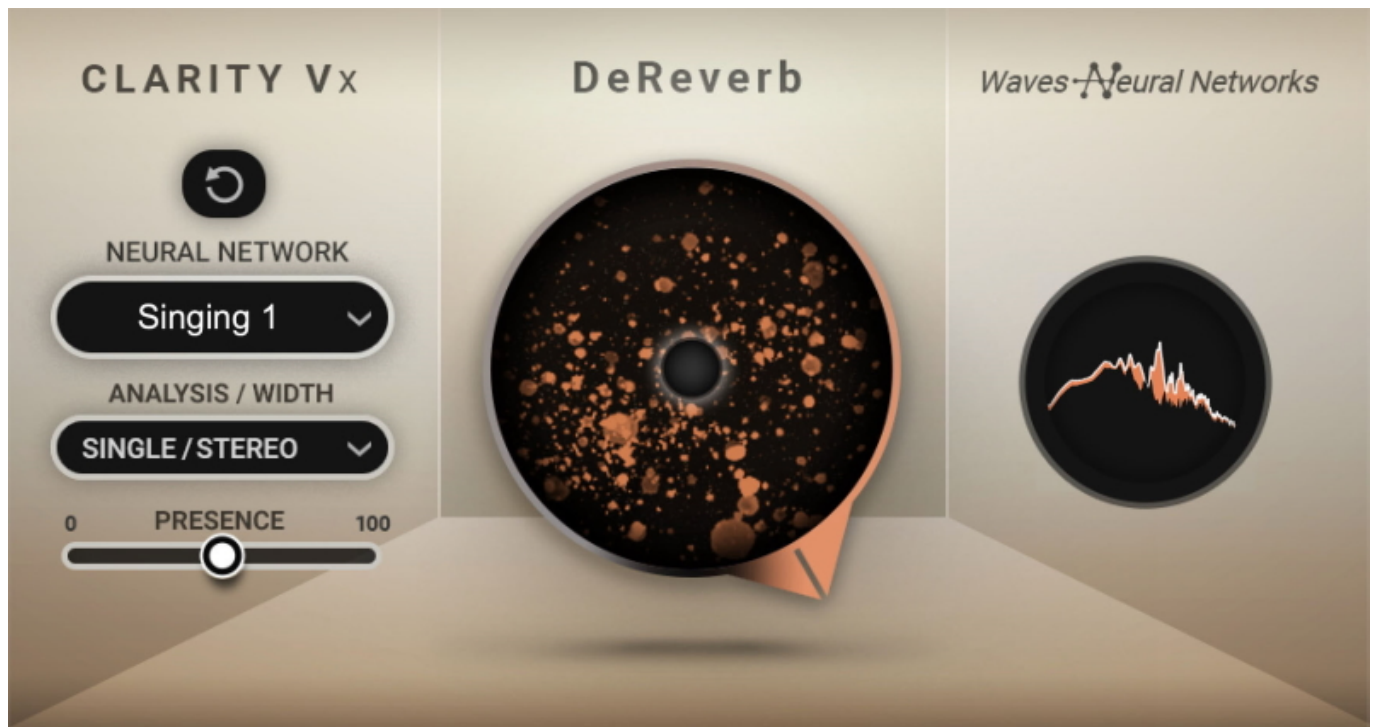 CLARITY Vx
DeReverb
Waves Neural Networks
NEURAL NETWORK
Singing 1
ANALYSIS / WIDTH
SINGLE / STEREO
0 PRESENCE 100